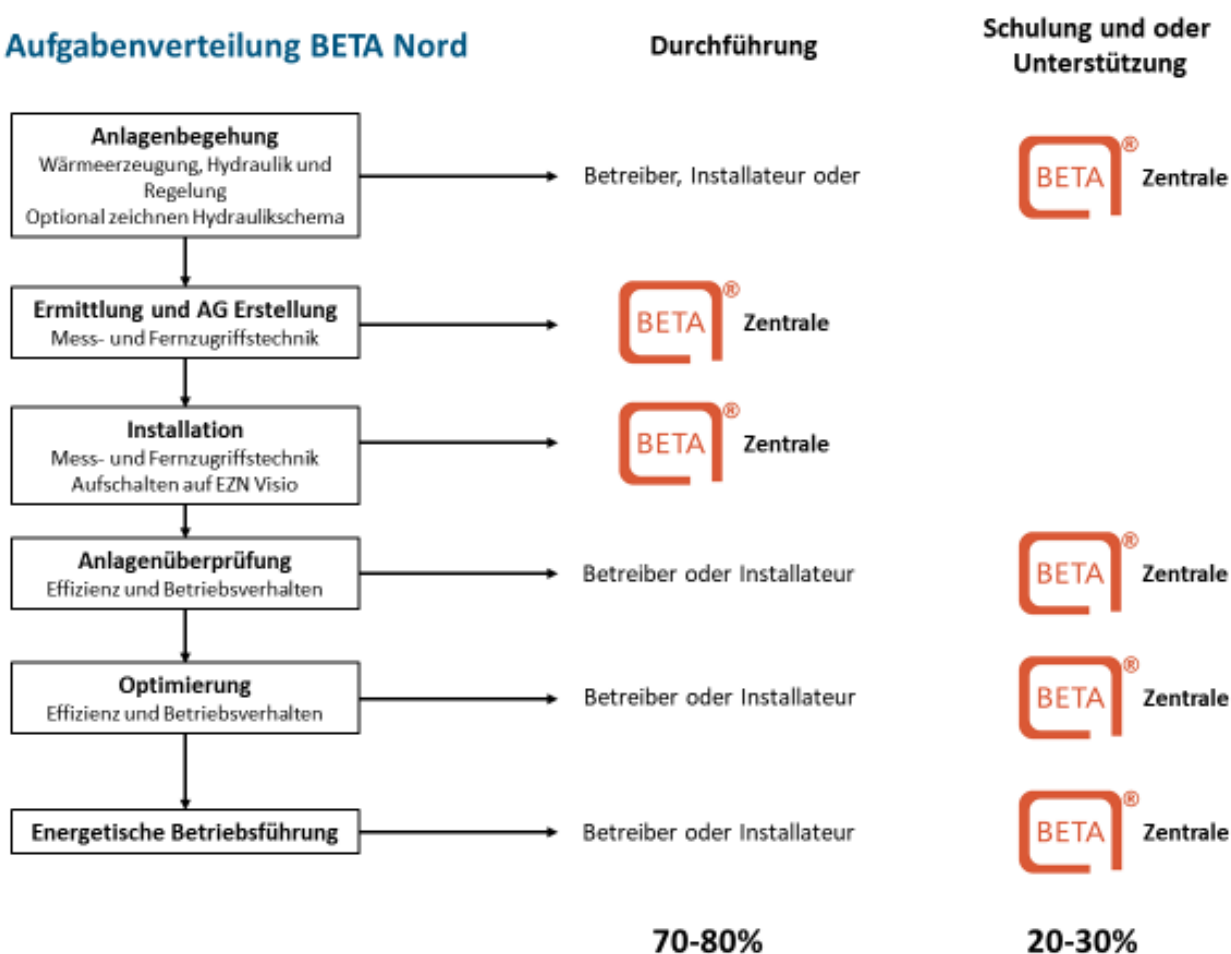 Aufgabenverteilung BETA Nord
Durchführung
Schulung und oder
Unterstützung
Anlagenbegehung
Wärmeerzeugung, Hydraulik und
Regelung
Optional zeichnen Hydraulikschema
Betreiber, Installateur oder
BETA® Zentrale
Ermittlung und AG Erstellung
Mess- und Fernzugriffstechnik
BETA® Zentrale
Installation
Mess- und Fernzugriffstechnik
Aufschalten auf EZN Visio
BETA® Zentrale
Anlagenüberprüfung
Effizienz und Betriebsverhalten
Betreiber oder Installateur
BETA® Zentrale
Optimierung
Effizienz und Betriebsverhalten
Betreiber oder Installateur
BETA® Zentrale
Energetische Betriebsführung
Betreiber oder Installateur
BETA® Zentrale
70-80%
20-30%